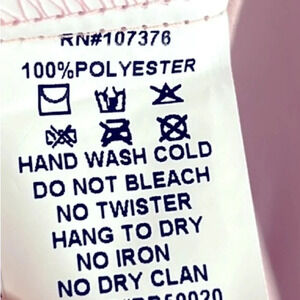 RN#107376
100%POLYESTER
HAND WASH COLD
DO NOT BLEACH
NO TWISTER
HANG TO DRY
NO IRON
NO DRY CLAN